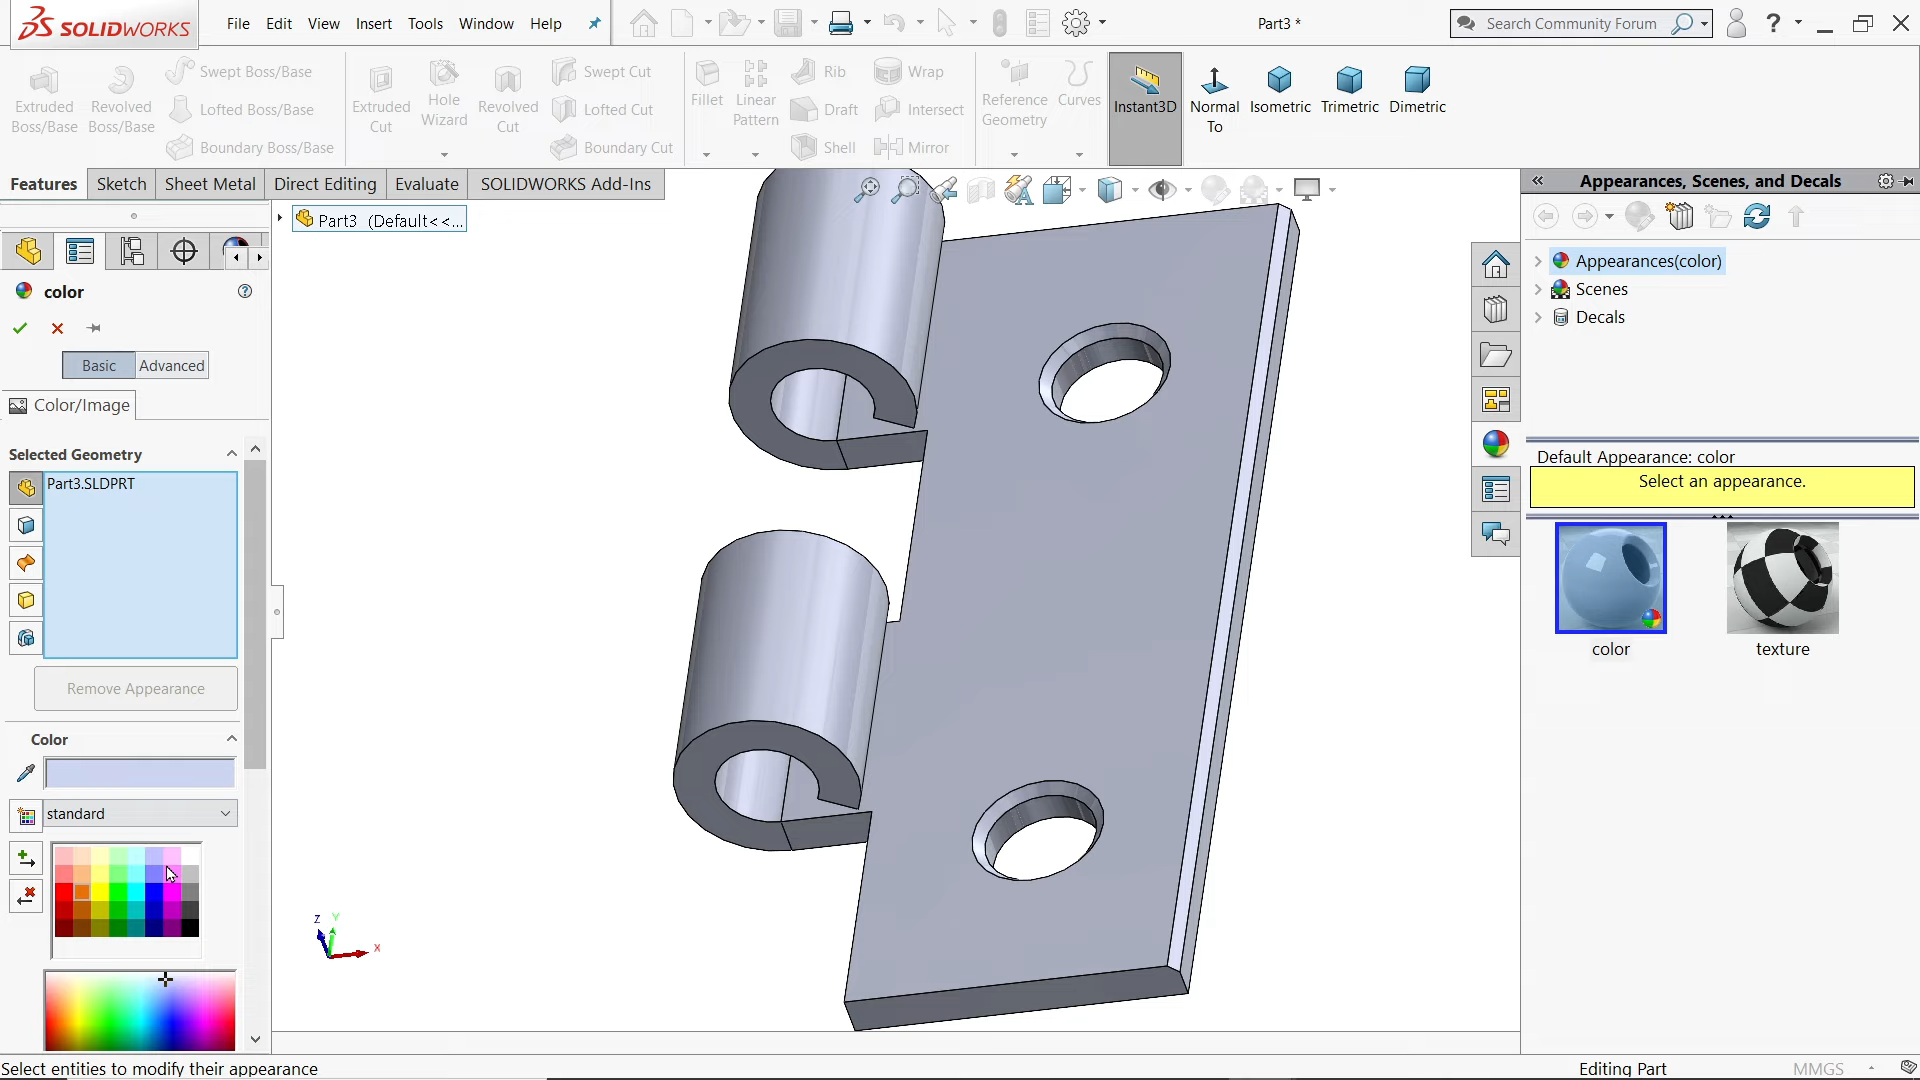 SOLIDWORKS
File Edit View Insert Tools Window Help
Part3 *
Search Community Forum
?
Extruded Boss/Base
Revolved Boss/Base
Swept Boss/Base
Lofted Boss/Base
Boundary Boss/Base
Extruded Cut
Hole Wizard
Revolved Cut
Swept Cut
Lofted Cut
Boundary Cut
Fillet
Linear Pattern
Rib
Draft
Shell
Wrap
Intersect
Mirror
Reference Geometry
Curves
Instant3D
Normal To
Isometric
Trimetric
Dimetric
Features Sketch Sheet Metal Direct Editing Evaluate SOLIDWORKS Add-Ins
Part3 (Default<<...
color
Basic Advanced
Color/Image
Selected Geometry
Part3.SLDPRT
Remove Appearance
Color
standard
Z Y X
Appearances, Scenes, and Decals
Appearances(color)
Scenes
Decals
Default Appearance: color
Select an appearance.
color texture
Select entities to modify their appearance
Editing Part
MMGS